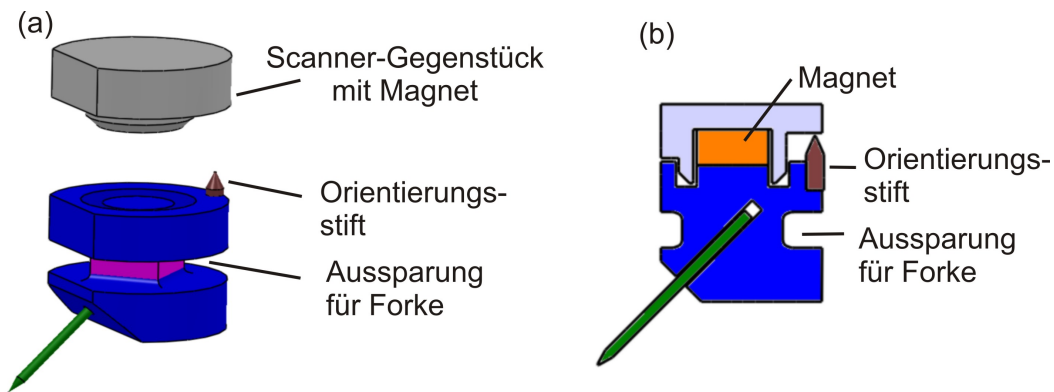 (a)
Scanner-Gegenstück
mit Magnet
Orientierungs-
stift
Aussparung
für Forke
(b)
Magnet
Orientierungs-
stift
Aussparung
für Forke